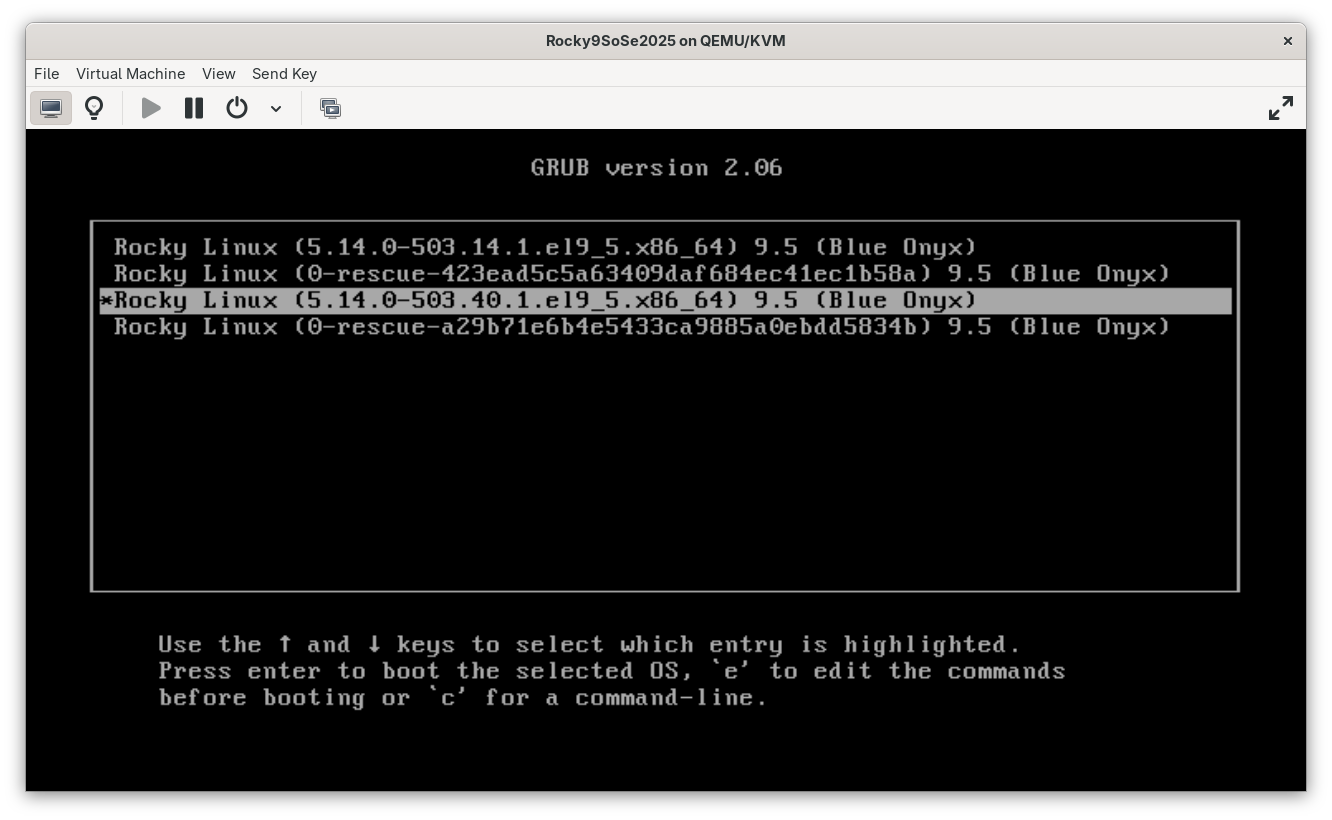 Rocky9SoSe2025 on QEMU/KVM
File Virtual Machine View Send Key
GRUB version 2.06
Rocky Linux (5.14.0-503.14.1.el9_5.x86_64) 9.5 (Blue Onyx)
Rocky Linux (0-rescue-423ead5c5a63409daf684ec41ec1b58a) 9.5 (Blue Onyx)
*Rocky Linux (5.14.0-503.40.1.el9_5.x86_64) 9.5 (Blue Onyx)
Rocky Linux (0-rescue-a29b71e6b4e5433ca9885a0ebdd5834b) 9.5 (Blue Onyx)
Use the ↑ and ↓ keys to select which entry is highlighted.
Press enter to boot the selected OS, `e' to edit the commands
before booting or `c' for a command-line.